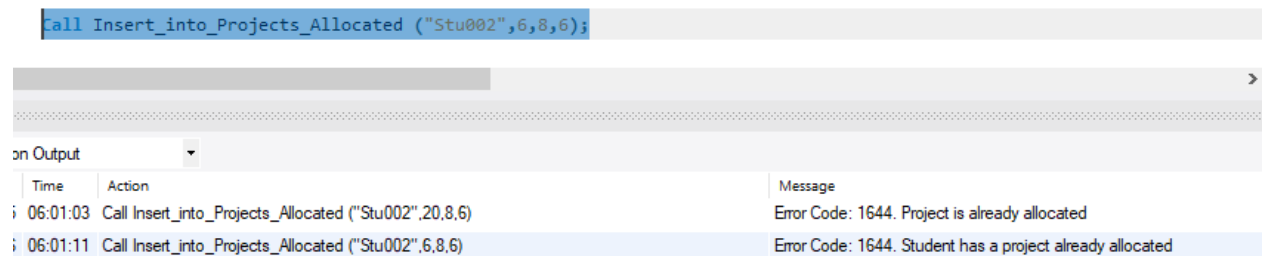 Call Insert_into_Projects_Allocated ("Stu002",6,8,6);
on Output
Time Action Message
06:01:03 Call Insert_into_Projects_Allocated ("Stu002",20,8,6) Error Code: 1644. Project is already allocated
06:01:11 Call Insert_into_Projects_Allocated ("Stu002",6,8,6) Error Code: 1644. Student has a project already allocated